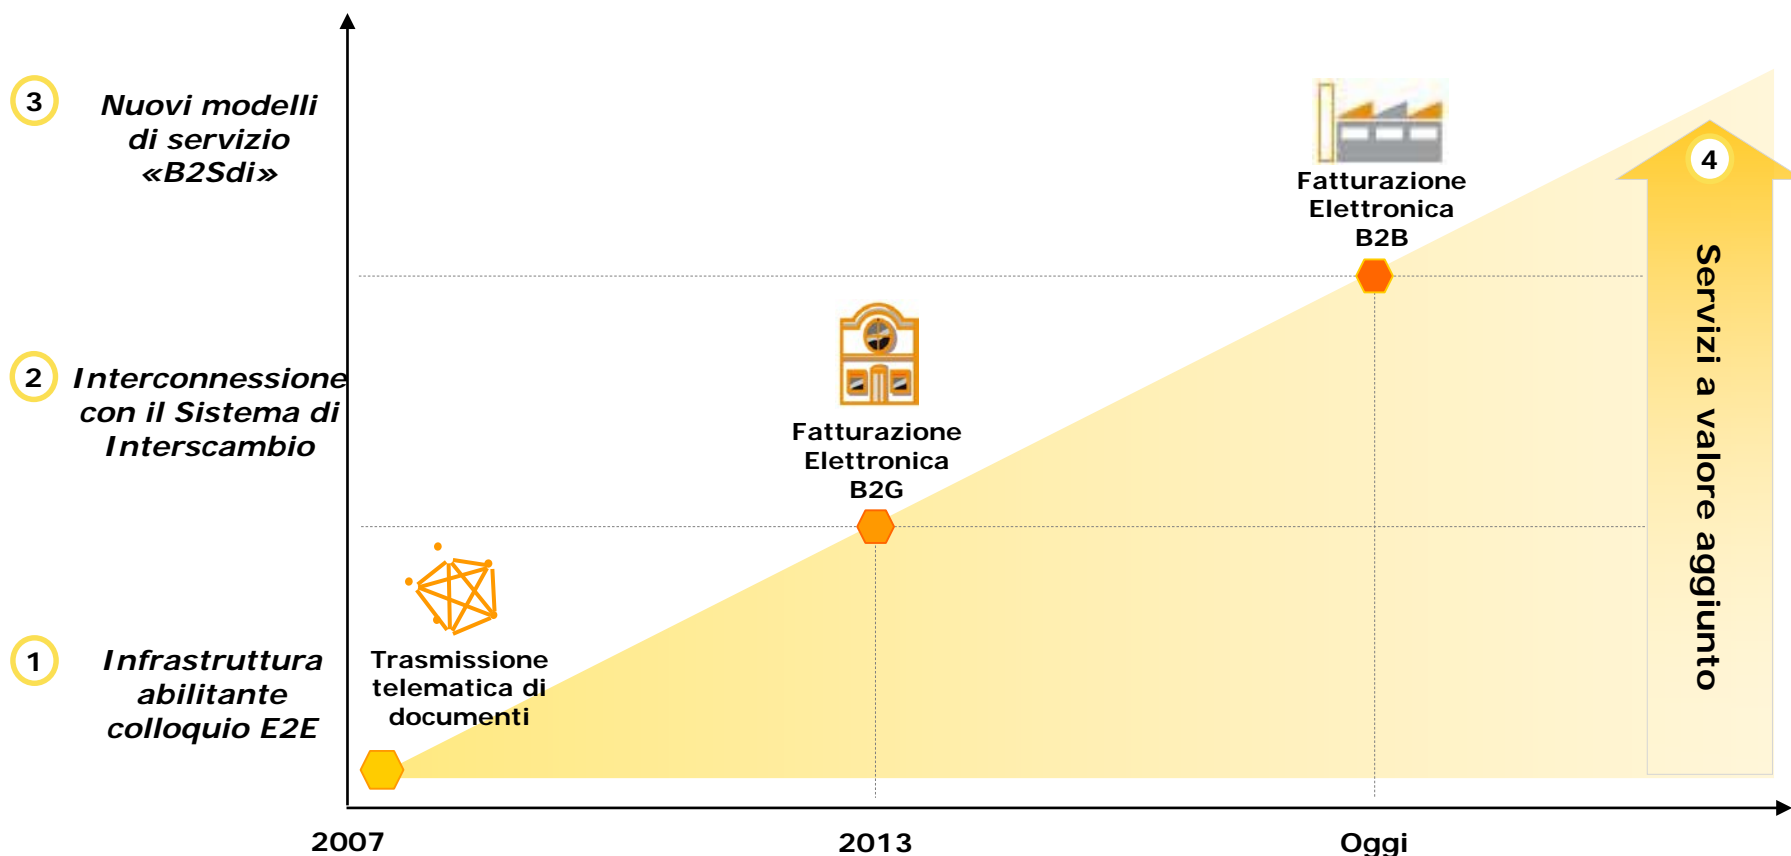 3
Nuovi modelli
di servizio
«B2Sdi»
2
Interconnessione
con il Sistema di
Interscambio
1
Infrastruttura
abilitante
colloquio E2E
Trasmissione
telematica di
documenti
Fatturazione
Elettronica
B2G
Fatturazione
Elettronica
B2B
4
Servizi a valore aggiunto
2007
2013
Oggi